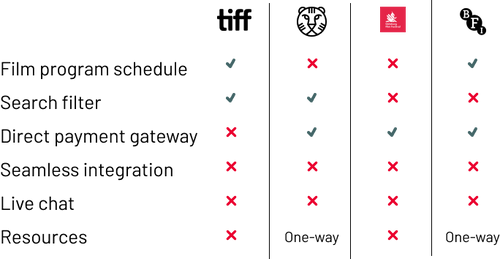 tiff
BFI
Film program schedule
Search filter
Direct payment gateway
Seamless integration
Live chat
Resources One-way One-way